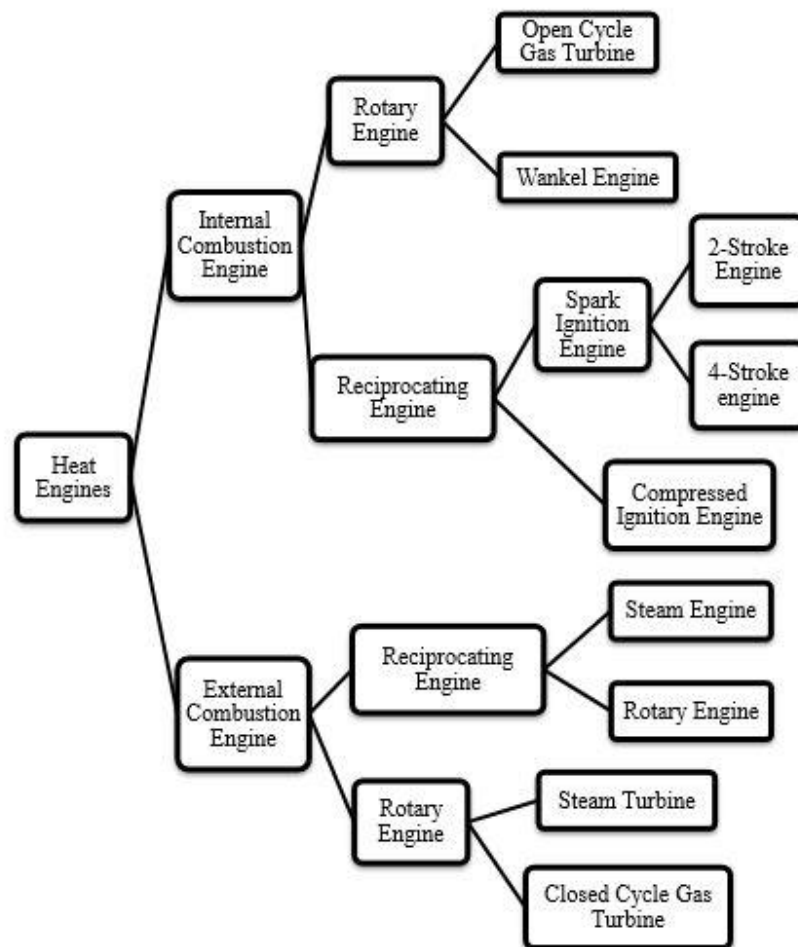 Open Cycle
Gas Turbine
Rotary
Engine
Wankel Engine
Internal
Combustion
Engine
2-Stroke
Engine
Spark
Ignition
Engine
4-Stroke
engine
Reciprocating
Engine
Heat
Engines
Compressed
Ignition Engine
Steam Engine
Reciprocating
Engine
External
Combustion
Engine
Rotary Engine
Steam Turbine
Rotary
Engine
Closed Cycle Gas
Turbine